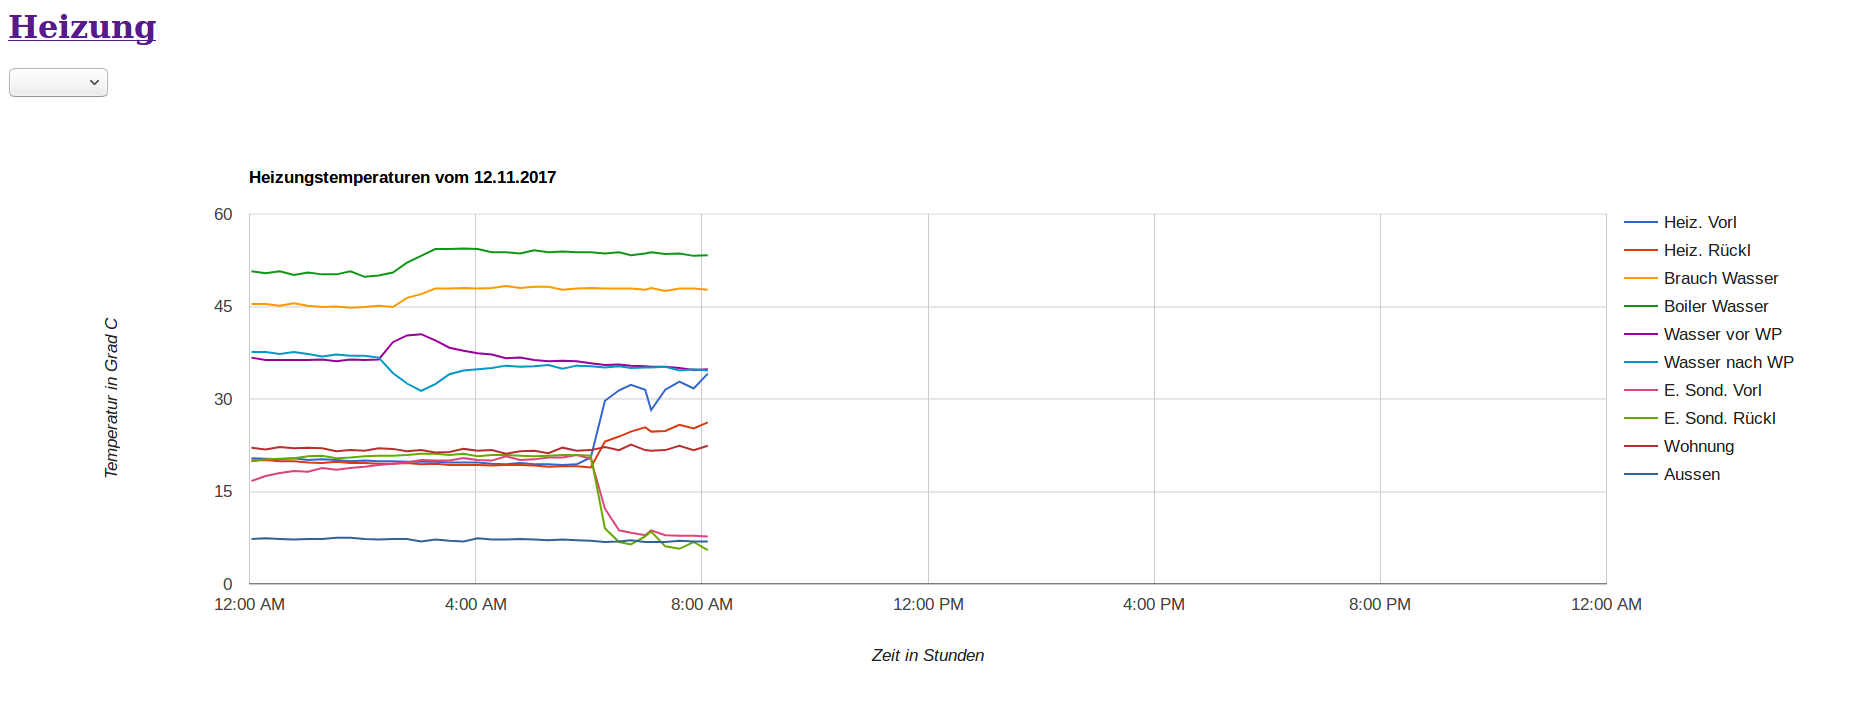 Heizung
Heizungstemperaturen vom 12.11.2017
60
45
30
15
0
Temperatur in Grad C
12:00 AM 4:00 AM 8:00 AM 12:00 PM 4:00 PM 8:00 PM 12:00 AM
Zeit in Stunden
Heiz. Vorl
Heiz. Rückl
Brauch Wasser
Boiler Wasser
Wasser vor WP
Wasser nach WP
E. Sond. Vorl
E. Sond. Rückl
Wohnung
Aussen